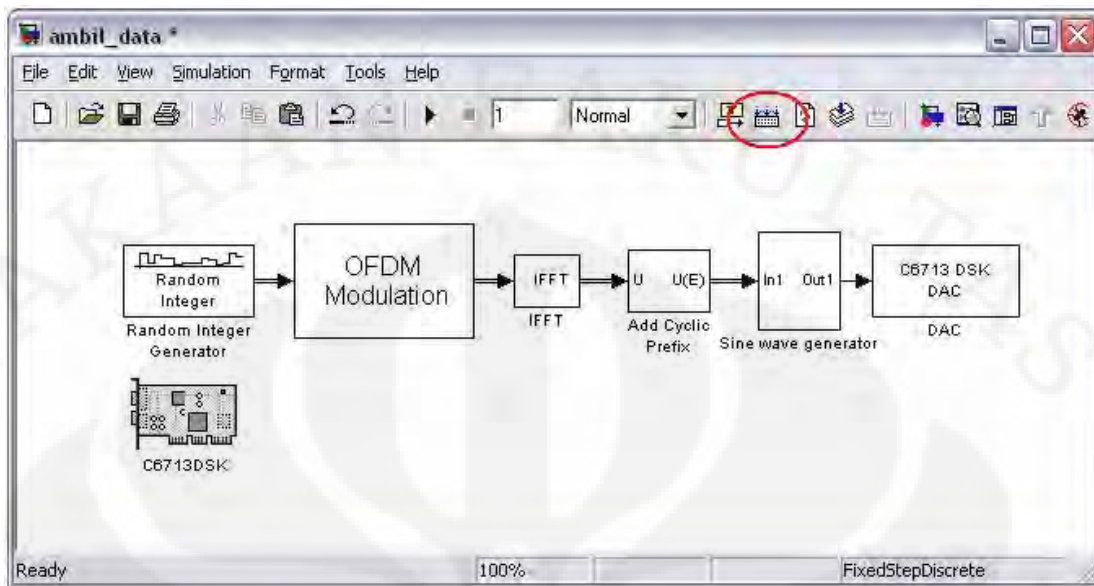 ambil_data *
File Edit View Simulation Format Tools Help
1 Normal
Random
Integer
Random Integer
Generator
OFDM
Modulation
IFFT
IFFT
U U(E)
Add Cyclic
Prefix
In1 Out1
Sine wave generator
C6713 DSK
DAC
DAC
C6713DSK
Ready 100% FixedStepDiscrete